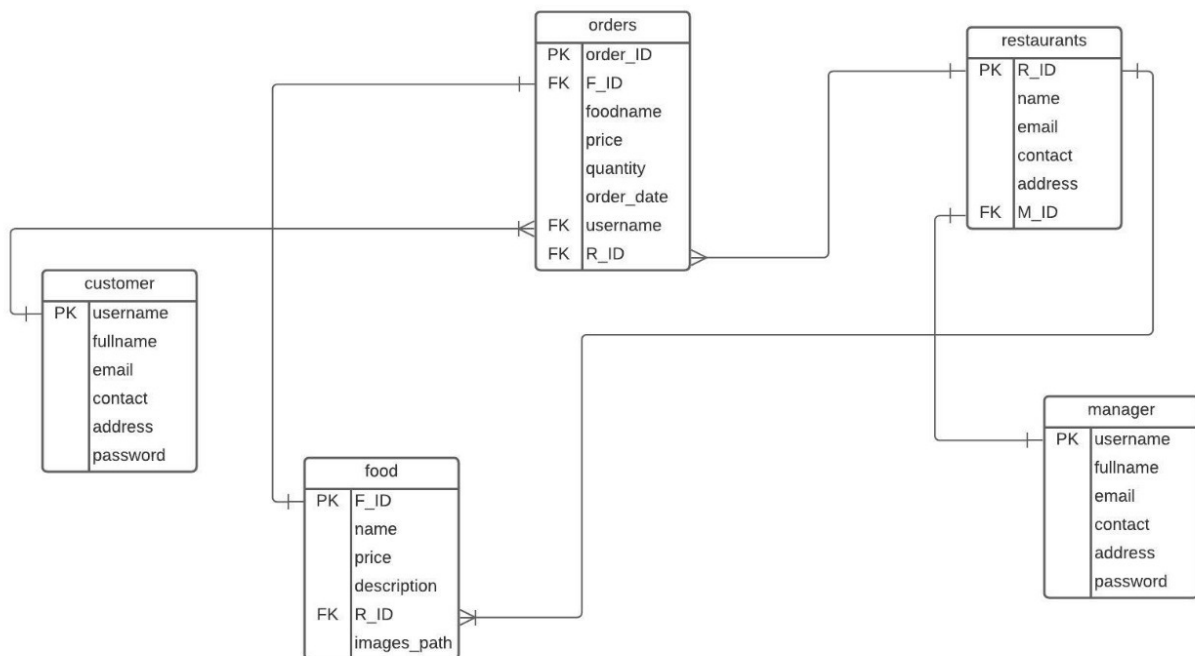 orders
PK order_ID
FK F_ID
foodname
price
quantity
order_date
FK username
FK R_ID
restaurants
PK R_ID
name
email
contact
address
FK M_ID
customer
PK username
fullname
email
contact
address
password
manager
PK username
fullname
email
contact
address
password
food
PK F_ID
name
price
description
FK R_ID
images_path